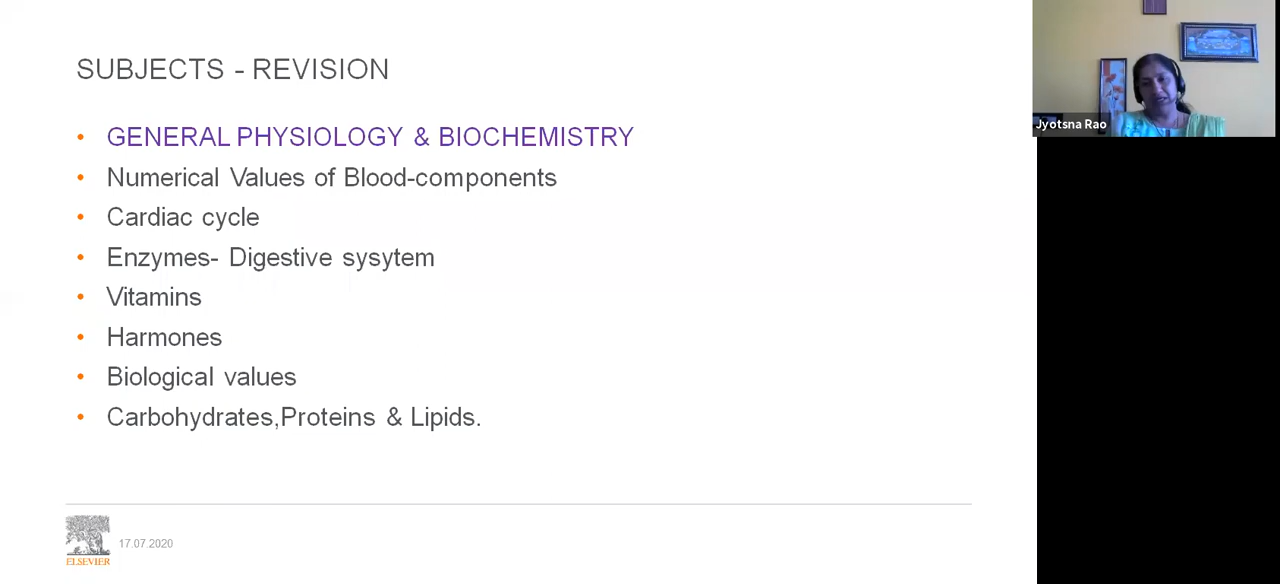 SUBJECTS - REVISION
• GENERAL PHYSIOLOGY & BIOCHEMISTRY
• Numerical Values of Blood-components
• Cardiac cycle
• Enzymes- Digestive sysytem
• Vitamins
• Harmones
• Biological values
• Carbohydrates,Proteins & Lipids.
ELSEVIER
17.07.2020
Jyotsna Rao